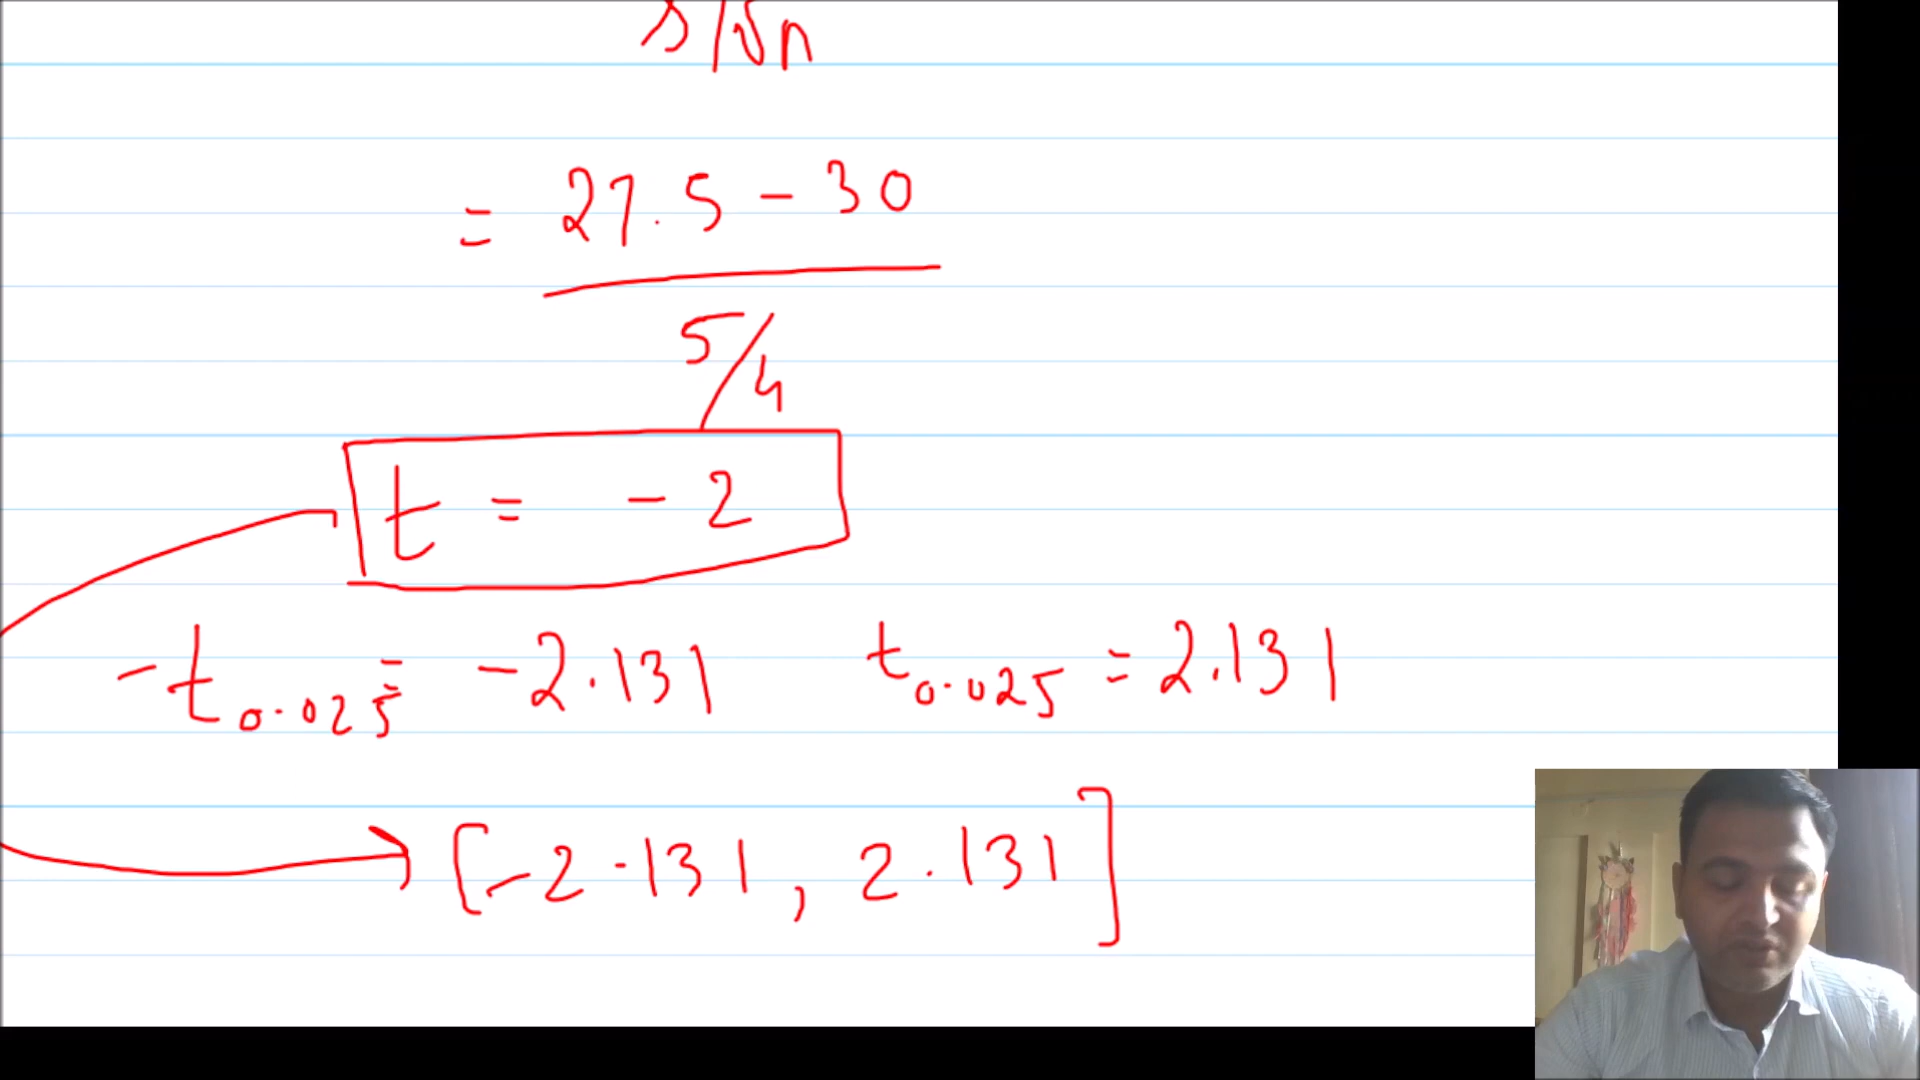 s/√n
= 27.5 - 30
5/4
t = - 2
-t0.025 = -2.131 t0.025 = 2.131
[-2.131, 2.131]